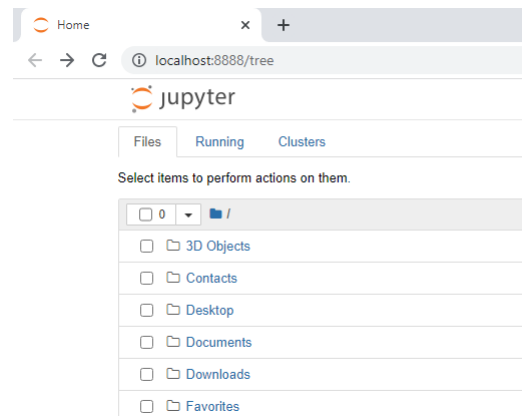 Home
localhost:8888/tree
jupyter
Files Running Clusters
Select items to perform actions on them.
0 /
3D Objects
Contacts
Desktop
Documents
Downloads
Favorites